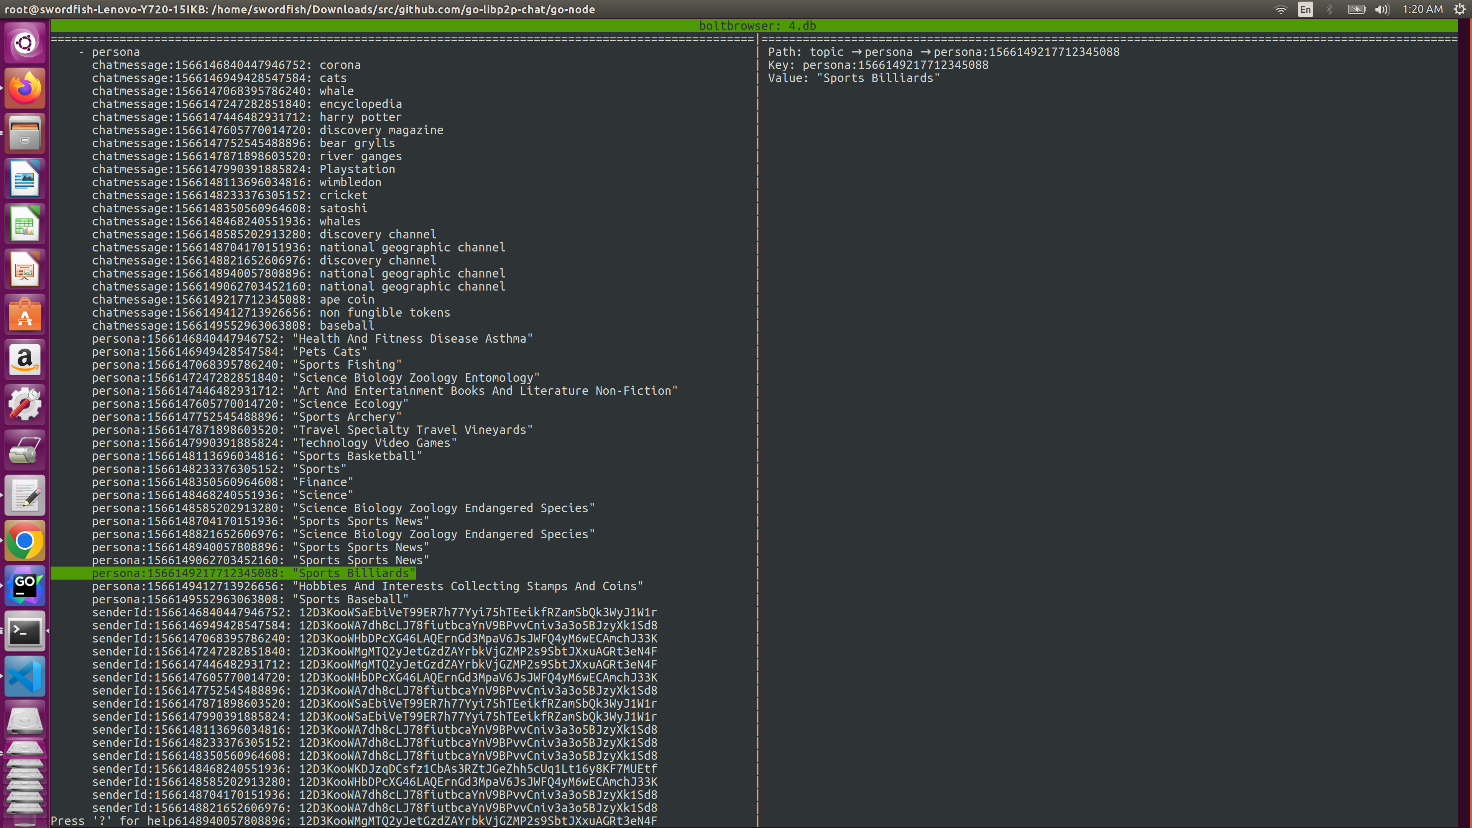 root@swordfish-Lenovo-Y720-15IKB: /home/swordfish/Downloads/src/github.com/go-libp2p-chat/go-node
En
1:20 AM
boltbrowser: 4.db
- persona
chatmessage:1566146840447946752: corona
chatmessage:1566146949428547584: cats
chatmessage:1566147068395786240: whale
chatmessage:1566147247282851840: encyclopedia
chatmessage:1566147446482931712: harry potter
chatmessage:1566147605770014720: discovery magazine
chatmessage:1566147752545488896: bear grylls
chatmessage:1566147871898603520: river ganges
chatmessage:1566147990391885824: Playstation
chatmessage:1566148113696034816: wimbledon
chatmessage:1566148233376305152: cricket
chatmessage:1566148350560964608: satoshi
chatmessage:1566148468240551936: whales
chatmessage:1566148585202913280: discovery channel
chatmessage:1566148704170151936: national geographic channel
chatmessage:1566148821652606976: discovery channel
chatmessage:1566148940057808896: national geographic channel
chatmessage:1566149062703452160: national geographic channel
chatmessage:1566149217712345088: ape coin
chatmessage:1566149412713926656: non fungible tokens
chatmessage:1566149552963063808: baseball
persona:1566146840447946752: "Health And Fitness Disease Asthma"
persona:1566146949428547584: "Pets Cats"
persona:1566147068395786240: "Sports Fishing"
persona:1566147247282851840: "Science Biology Zoology Entomology"
persona:1566147446482931712: "Art And Entertainment Books And Literature Non-Fiction"
persona:1566147605770014720: "Science Ecology"
persona:1566147752545488896: "Sports Archery"
persona:1566147871898603520: "Travel Specialty Travel Vineyards"
persona:1566147990391885824: "Technology Video Games"
persona:1566148113696034816: "Sports Basketball"
persona:1566148233376305152: "Sports"
persona:1566148350560964608: "Finance"
persona:1566148468240551936: "Science"
persona:1566148585202913280: "Science Biology Zoology Endangered Species"
persona:1566148704170151936: "Sports Sports News"
persona:1566148821652606976: "Science Biology Zoology Endangered Species"
persona:1566148940057808896: "Sports Sports News"
persona:1566149062703452160: "Sports Sports News"
persona:1566149217712345088: "Sports Billiards"
persona:1566149412713926656: "Hobbies And Interests Collecting Stamps And Coins"
persona:1566149552963063808: "Sports Baseball"
senderId:1566146840447946752: 12D3KooWSaEbiVeT99ER7h77Yyi75hTEeikfRZamSbQk3WyJ1W1r
senderId:1566146949428547584: 12D3KooWA7dh8cLJ78fiutbcaYnV9BPvvCniv3a3o5BJzyXk1Sd8
senderId:1566147068395786240: 12D3KooWHbDPcXG46LAQErnGd3MpaV6JsJWFQ4yM6wECAmchJ33K
senderId:1566147247282851840: 12D3KooWMgMTQ2yJetGzdZAYrbkVjGZMP2s9SbtJXxuAGRt3eN4F
senderId:1566147446482931712: 12D3KooWMgMTQ2yJetGzdZAYrbkVjGZMP2s9SbtJXxuAGRt3eN4F
senderId:1566147605770014720: 12D3KooWHbDPcXG46LAQErnGd3MpaV6JsJWFQ4yM6wECAmchJ33K
senderId:1566147752545488896: 12D3KooWA7dh8cLJ78fiutbcaYnV9BPvvCniv3a3o5BJzyXk1Sd8
senderId:1566147871898603520: 12D3KooWSaEbiVeT99ER7h77Yyi75hTEeikfRZamSbQk3WyJ1W1r
senderId:1566147990391885824: 12D3KooWSaEbiVeT99ER7h77Yyi75hTEeikfRZamSbQk3WyJ1W1r
senderId:1566148113696034816: 12D3KooWA7dh8cLJ78fiutbcaYnV9BPvvCniv3a3o5BJzyXk1Sd8
senderId:1566148233376305152: 12D3KooWA7dh8cLJ78fiutbcaYnV9BPvvCniv3a3o5BJzyXk1Sd8
senderId:1566148350560964608: 12D3KooWA7dh8cLJ78fiutbcaYnV9BPvvCniv3a3o5BJzyXk1Sd8
senderId:1566148468240551936: 12D3KooWKDJzqDCsfz1CbAs3RZtJGeZhh5cUq1Lt16y8KF7MUEtf
senderId:1566148585202913280: 12D3KooWHbDPcXG46LAQErnGd3MpaV6JsJWFQ4yM6wECAmchJ33K
senderId:1566148704170151936: 12D3KooWA7dh8cLJ78fiutbcaYnV9BPvvCniv3a3o5BJzyXk1Sd8
senderId:1566148821652606976: 12D3KooWA7dh8cLJ78fiutbcaYnV9BPvvCniv3a3o5BJzyXk1Sd8
Press '?' for help6148940057808896: 12D3KooWMgMTQ2yJetGzdZAYrbkVjGZMP2s9SbtJXxuAGRt3eN4F
Path: topic →persona →persona:1566149217712345088
Key: persona:1566149217712345088
Value: "Sports Billiards"
GO